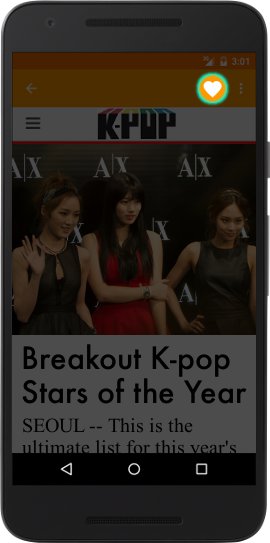 3:01
K-POP
A|X
A|X
A|X
A|X
Breakout K-pop
Stars of the Year
SEOUL -- This is the
ultimate list for this year's